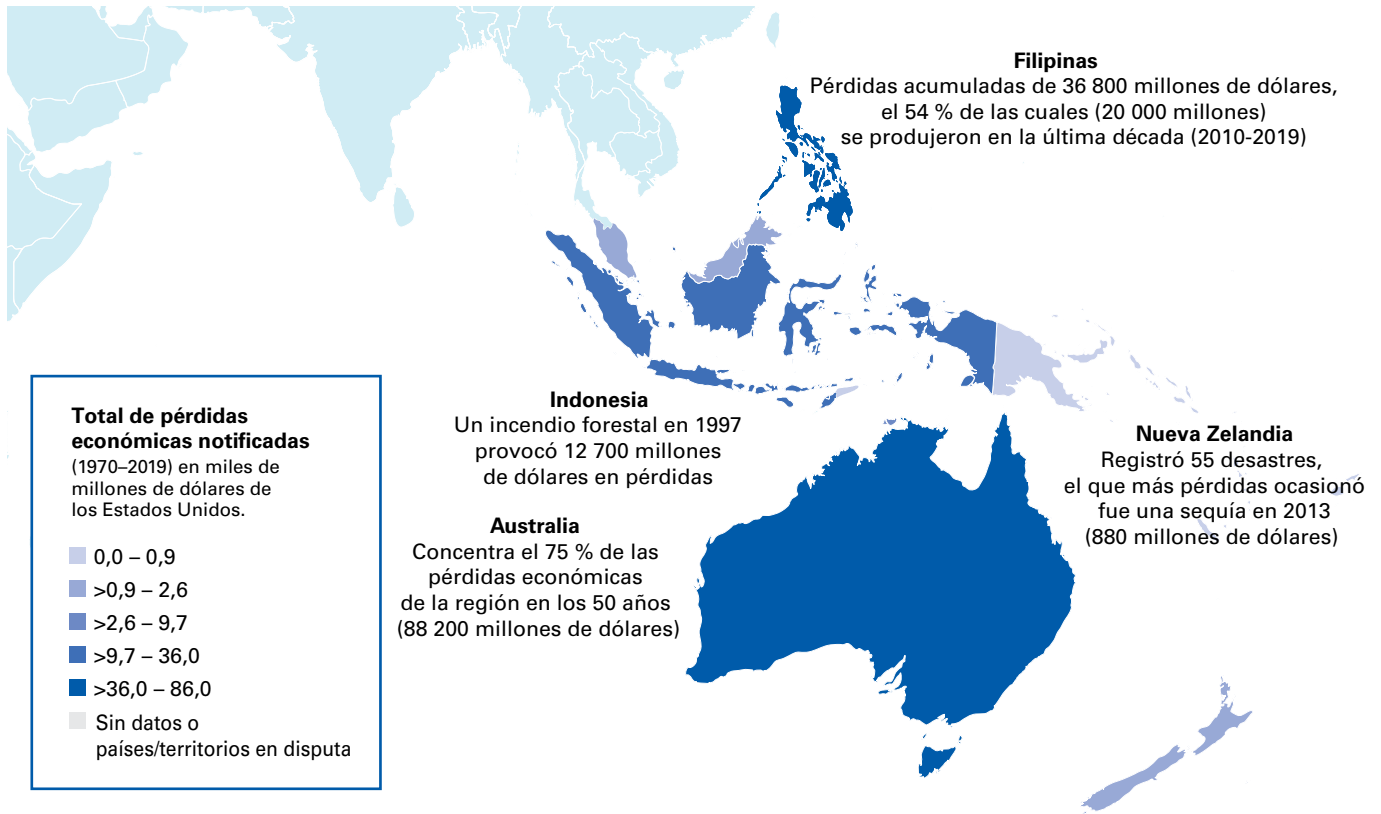 Filipinas
Pérdidas acumuladas de 36 800 millones de dólares,
el 54 % de las cuales (20 000 millones)
se produjeron en la última década (2010-2019)
Indonesia
Un incendio forestal en 1997
provocó 12 700 millones
de dólares en pérdidas
Nueva Zelandia
Registró 55 desastres,
el que más pérdidas ocasionó
fue una sequía en 2013
(880 millones de dólares)
Australia
Concentra el 75 % de las
pérdidas económicas
de la región en los 50 años
(88 200 millones de dólares)
Total de pérdidas
económicas notificadas
(1970–2019) en miles de
millones de dólares de
los Estados Unidos.
0,0 – 0,9
>0,9 – 2,6
>2,6 – 9,7
>9,7 – 36,0
>36,0 – 86,0
Sin datos o
países/territorios en disputa